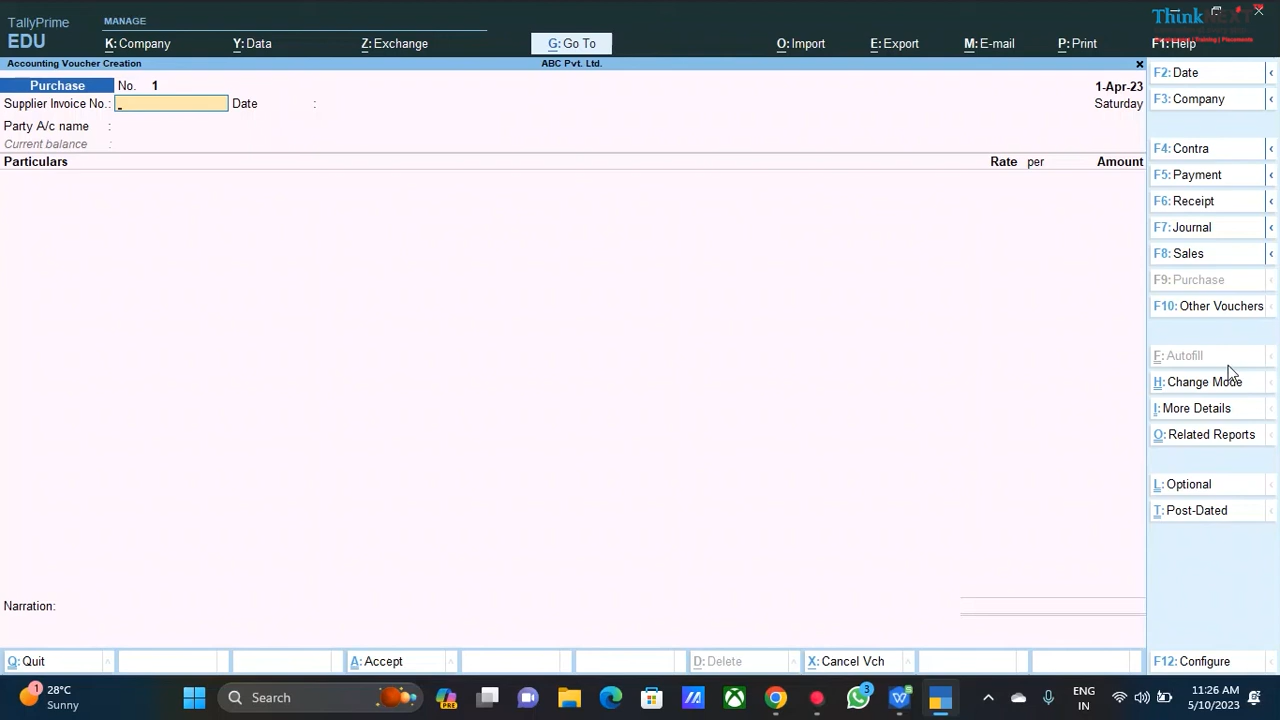 TallyPrime
EDU
MANAGE
K: Company
Y: Data
Z: Exchange
G: Go To
O: Import
E: Export
M: E-mail
P: Print
F1: Help
ThinkNEXT
Accounting Voucher Creation
ABC Pvt. Ltd.
Purchase No. 1
1-Apr-23
Supplier Invoice No.: Date :
Saturday
Party A/c name :
Current balance :
Particulars Rate per Amount
F2: Date
F3: Company
F4: Contra
F5: Payment
F6: Receipt
F7: Journal
F8: Sales
F9: Purchase
F10: Other Vouchers
F: Autofill
H: Change Mode
I: More Details
O: Related Reports
L: Optional
T: Post-Dated
Narration:
Q: Quit
A: Accept
D: Delete
X: Cancel Vch
F12: Configure
1
28°C
Sunny
Search
PRE
3
ENG
IN
11:26 AM
5/10/2023